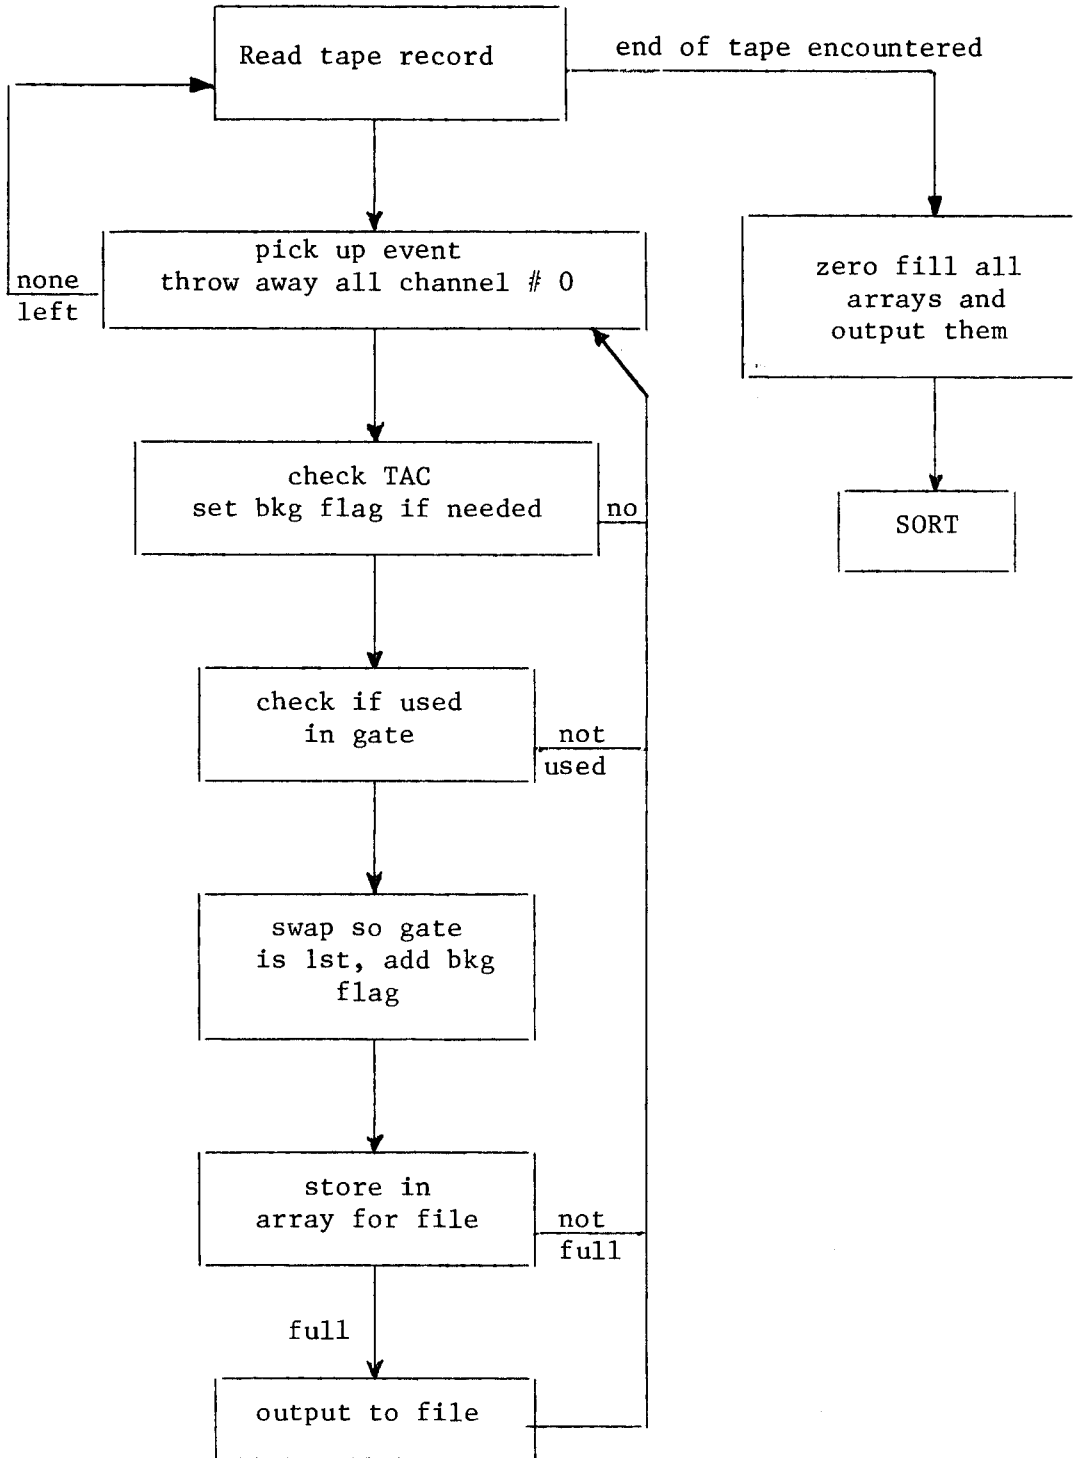 Read tape record
end of tape encountered
pick up event
throw away all channel # 0
none
left
zero fill all
arrays and
output them
check TAC
set bkg flag if needed
no
SORT
check if used
in gate
not
used
swap so gate
is 1st, add bkg
flag
store in
array for file
not
full
full
output to file